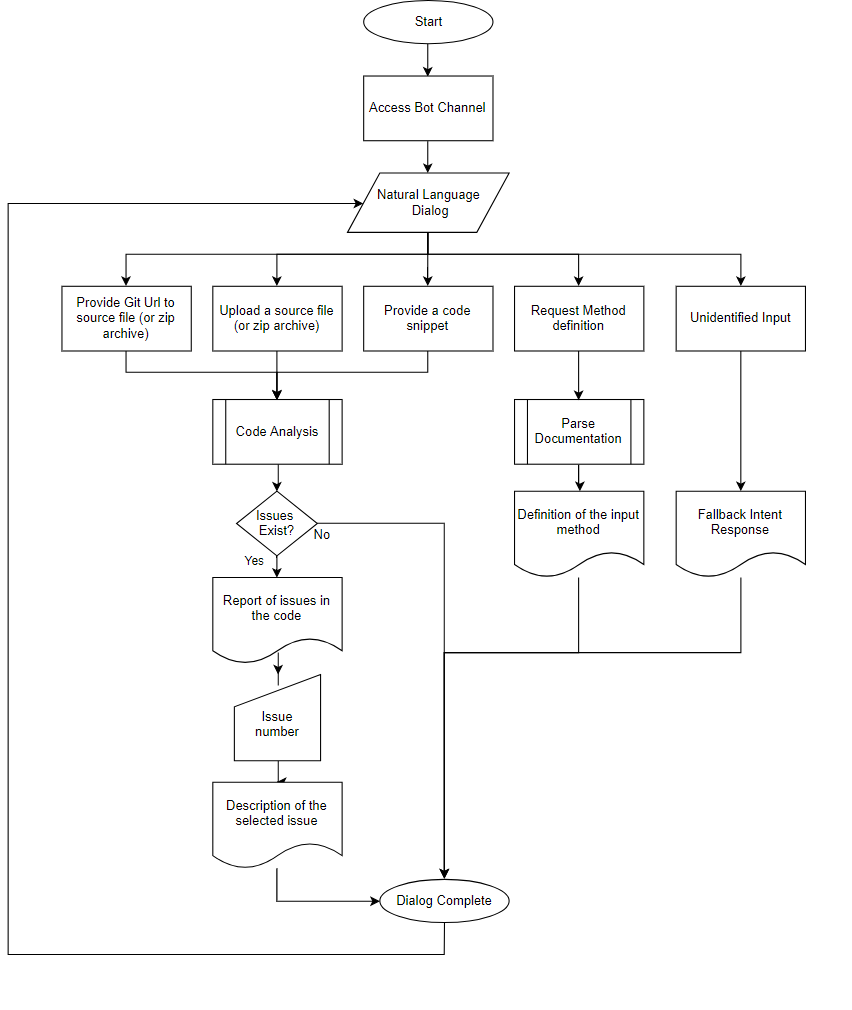 Start
Access Bot Channel
Natural Language
Dialog
Provide Git Url to
source file (or zip
archive)
Upload a source file
(or zip archive)
Provide a code
snippet
Request Method
definition
Unidentified Input
Code Analysis
Parse
Documentation
Issues
Exist?
No
Yes
Definition of the input
method
Fallback Intent
Response
Report of issues in
the code
Issue
number
Description of the
selected issue
Dialog Complete